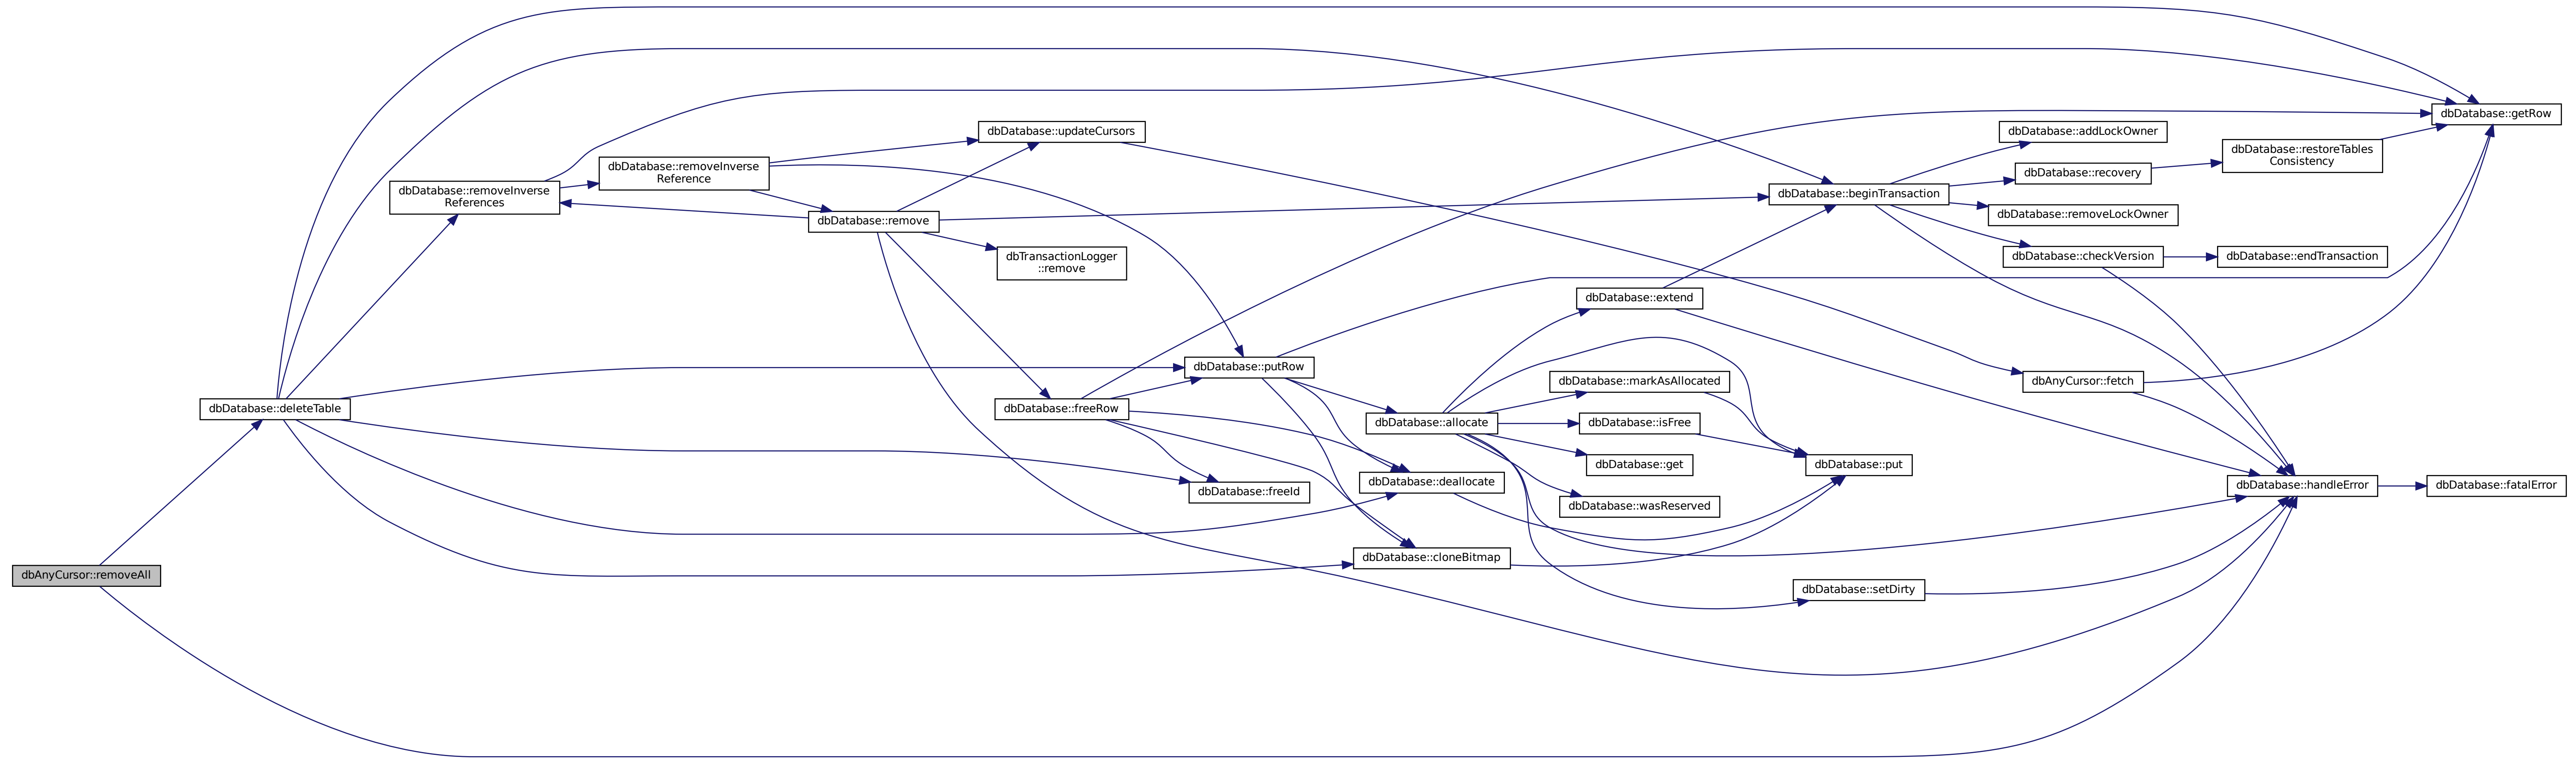 dbDatabase::getRow
dbDatabase::updateCursors
dbDatabase::addLockOwner
dbDatabase::restoreTables
Consistency
dbDatabase::removeInverse
Reference
dbDatabase::recovery
dbDatabase::removeInverse
References
dbDatabase::beginTransaction
dbDatabase::removeLockOwner
dbDatabase::remove
dbTransactionLogger
::remove
dbDatabase::checkVersion
dbDatabase::endTransaction
dbDatabase::extend
dbDatabase::putRow
dbDatabase::markAsAllocated
dbAnyCursor::fetch
dbDatabase::deleteTable
dbDatabase::freeRow
dbDatabase::allocate
dbDatabase::isFree
dbDatabase::get
dbDatabase::put
dbDatabase::deallocate
dbDatabase::freeId
dbDatabase::handleError
dbDatabase::fatalError
dbDatabase::wasReserved
dbDatabase::cloneBitmap
dbAnyCursor::removeAll
dbDatabase::setDirty